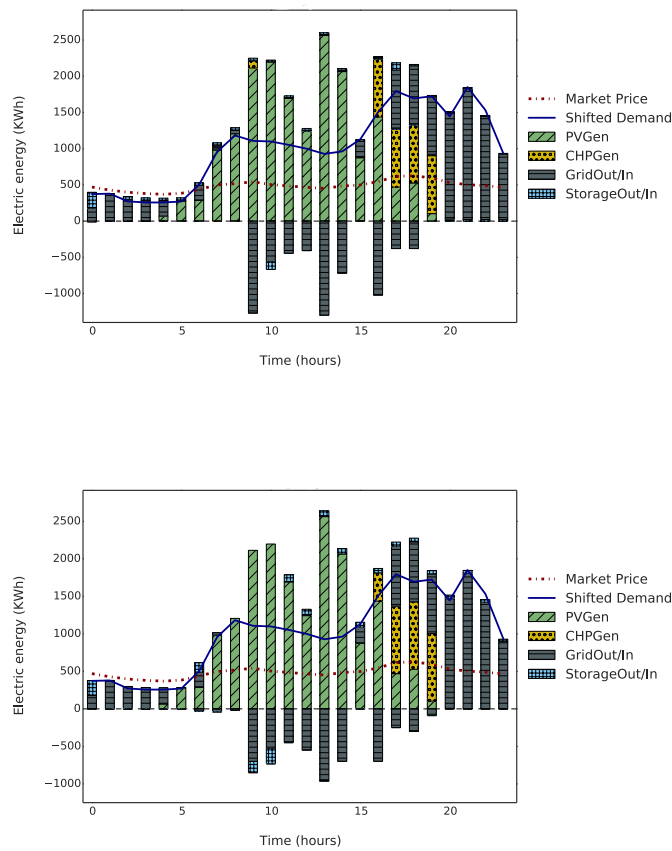 2500
2000
1500
1000
500
0
−500
−1000
Electric energy (KWh)
0 5 10 15 20
Time (hours)
Market Price
Shifted Demand
PVGen
CHPGen
GridOut/In
StorageOut/In
2500
2000
1500
1000
500
0
−500
−1000
Electric energy (KWh)
0 5 10 15 20
Time (hours)
Market Price
Shifted Demand
PVGen
CHPGen
GridOut/In
StorageOut/In